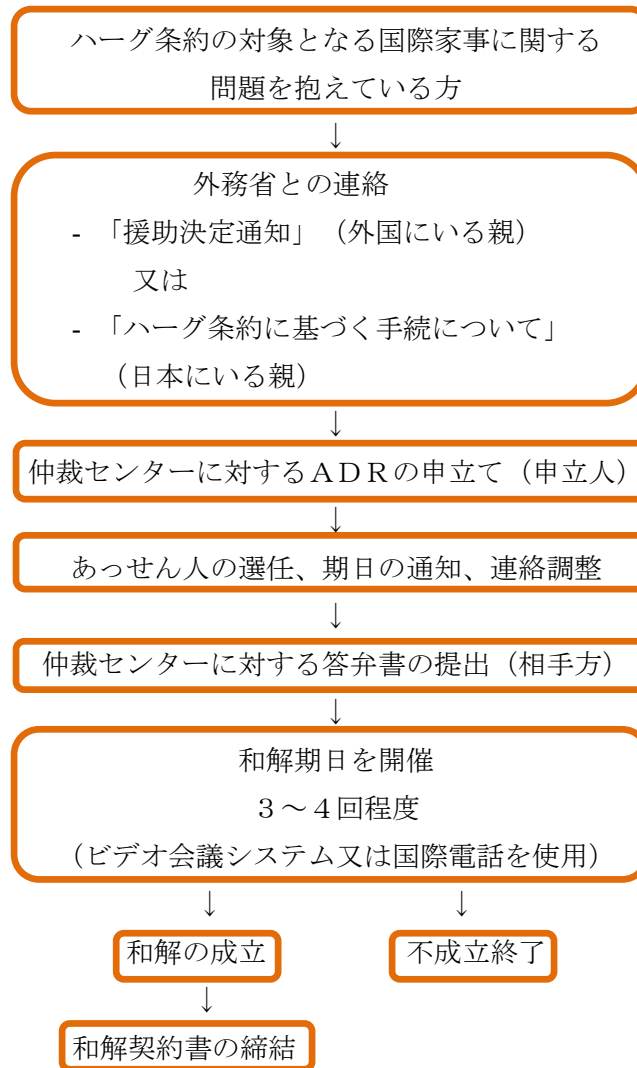 ハーグ条約の対象となる国際家事に関する
問題を抱えている方
↓
外務省との連絡
- 「援助決定通知」（外国にいる親）
又は
- 「ハーグ条約に基づく手続について」
（日本にいる親）
↓
仲裁センターに対するＡＤＲの申立て（申立人）
↓
あっせん人の選任、期日の通知、連絡調整
↓
仲裁センターに対する答弁書の提出（相手方）
↓
和解期日を開催
３～４回程度
（ビデオ会議システム又は国際電話を使用）
↓ ↓
和解の成立 不成立終了
↓
和解契約書の締結